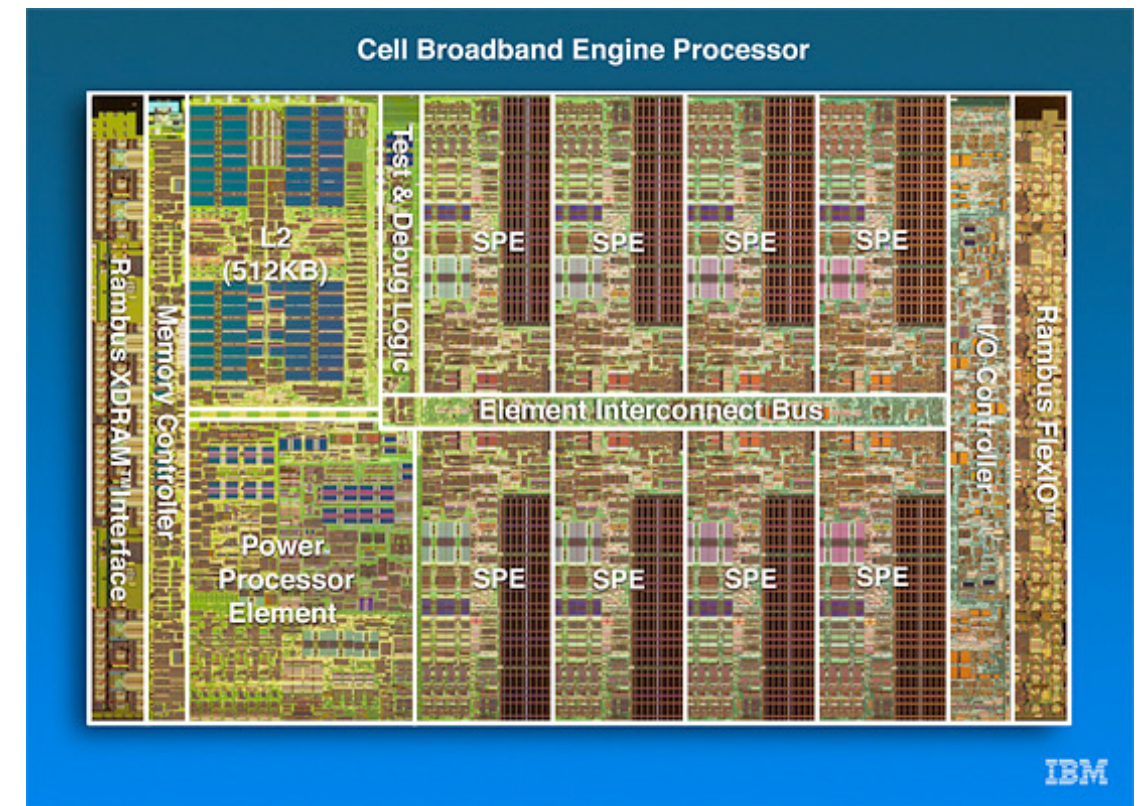 Cell Broadband Engine Processor
Rambus XDRAM™ Interface
Memory Controller
L2
(512KB)
Test & Debug Logic
SPE
SPE
SPE
SPE
I/O Controller
Rambus FlexIO™
Element Interconnect Bus
Power
Processor
Element
SPE
SPE
SPE
SPE
IBM